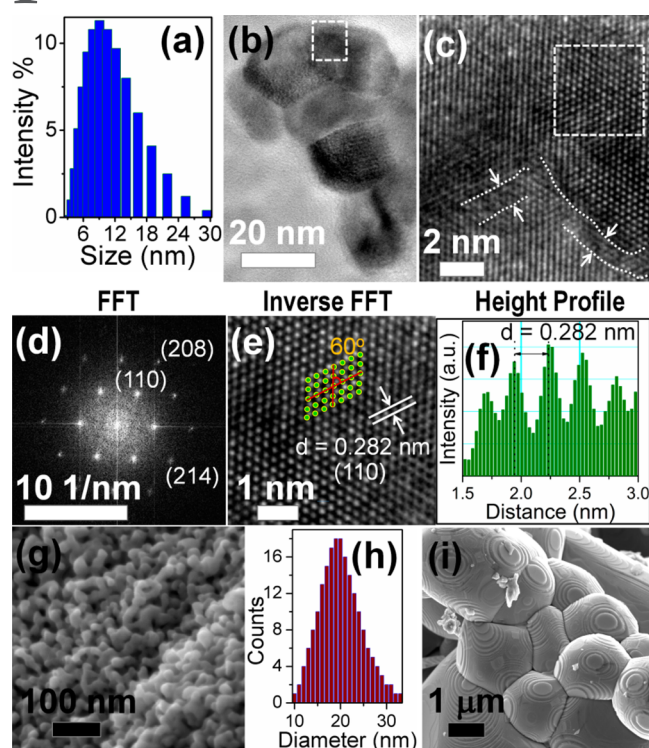 (a)
Intensity %
10
5
0
6 12 18 24 30
Size (nm)
(b)
20 nm
(c)
2 nm
FFT
Inverse FFT
Height Profile
(d)
(208)
(110)
(214)
10 1/nm
(e)
60o
d = 0.282 nm
(110)
1 nm
d = 0.282 nm
(f)
Intensity (a.u.)
1.5 2.0 2.5 3.0
Distance (nm)
(g)
100 nm
(h)
Counts
16
12
8
4
0
10 20 30
Diameter (nm)
(i)
1 μm